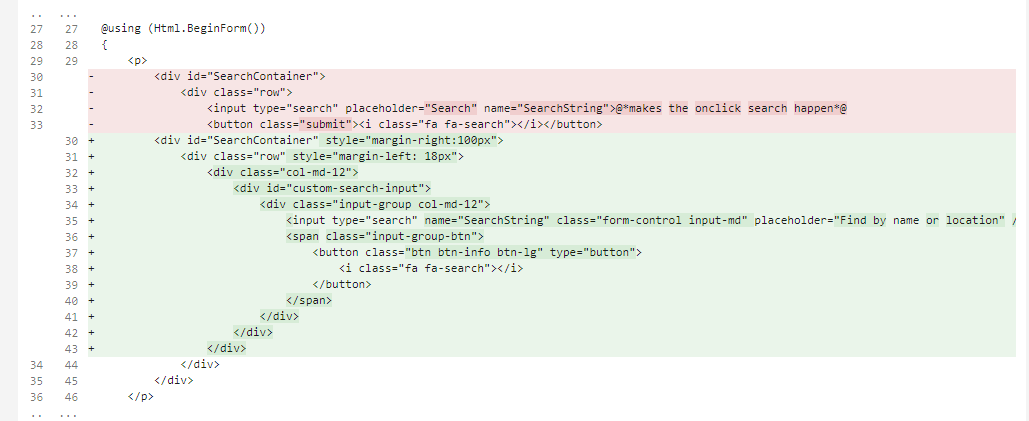 .. ...
27 27 @using (Html.BeginForm())
28 28 {
29 29 <p>
30 - <div id="SearchContainer">
31 - <div class="row">
32 - <input type="search" placeholder="Search" name="SearchString">@*makes the onclick search happen*@
33 - <button class="submit"><i class="fa fa-search"></i></button>
30 + <div id="SearchContainer" style="margin-right:100px">
31 + <div class="row" style="margin-left: 18px">
32 + <div class="col-md-12">
33 + <div id="custom-search-input">
34 + <div class="input-group col-md-12">
35 + <input type="search" name="SearchString" class="form-control input-md" placeholder="Find by name or location" /
36 + <span class="input-group-btn">
37 + <button class="btn btn-info btn-lg" type="button">
38 + <i class="fa fa-search"></i>
39 + </button>
40 + </span>
41 + </div>
42 + </div>
43 + </div>
34 44 </div>
35 45 </div>
36 46 </p>
.. ...